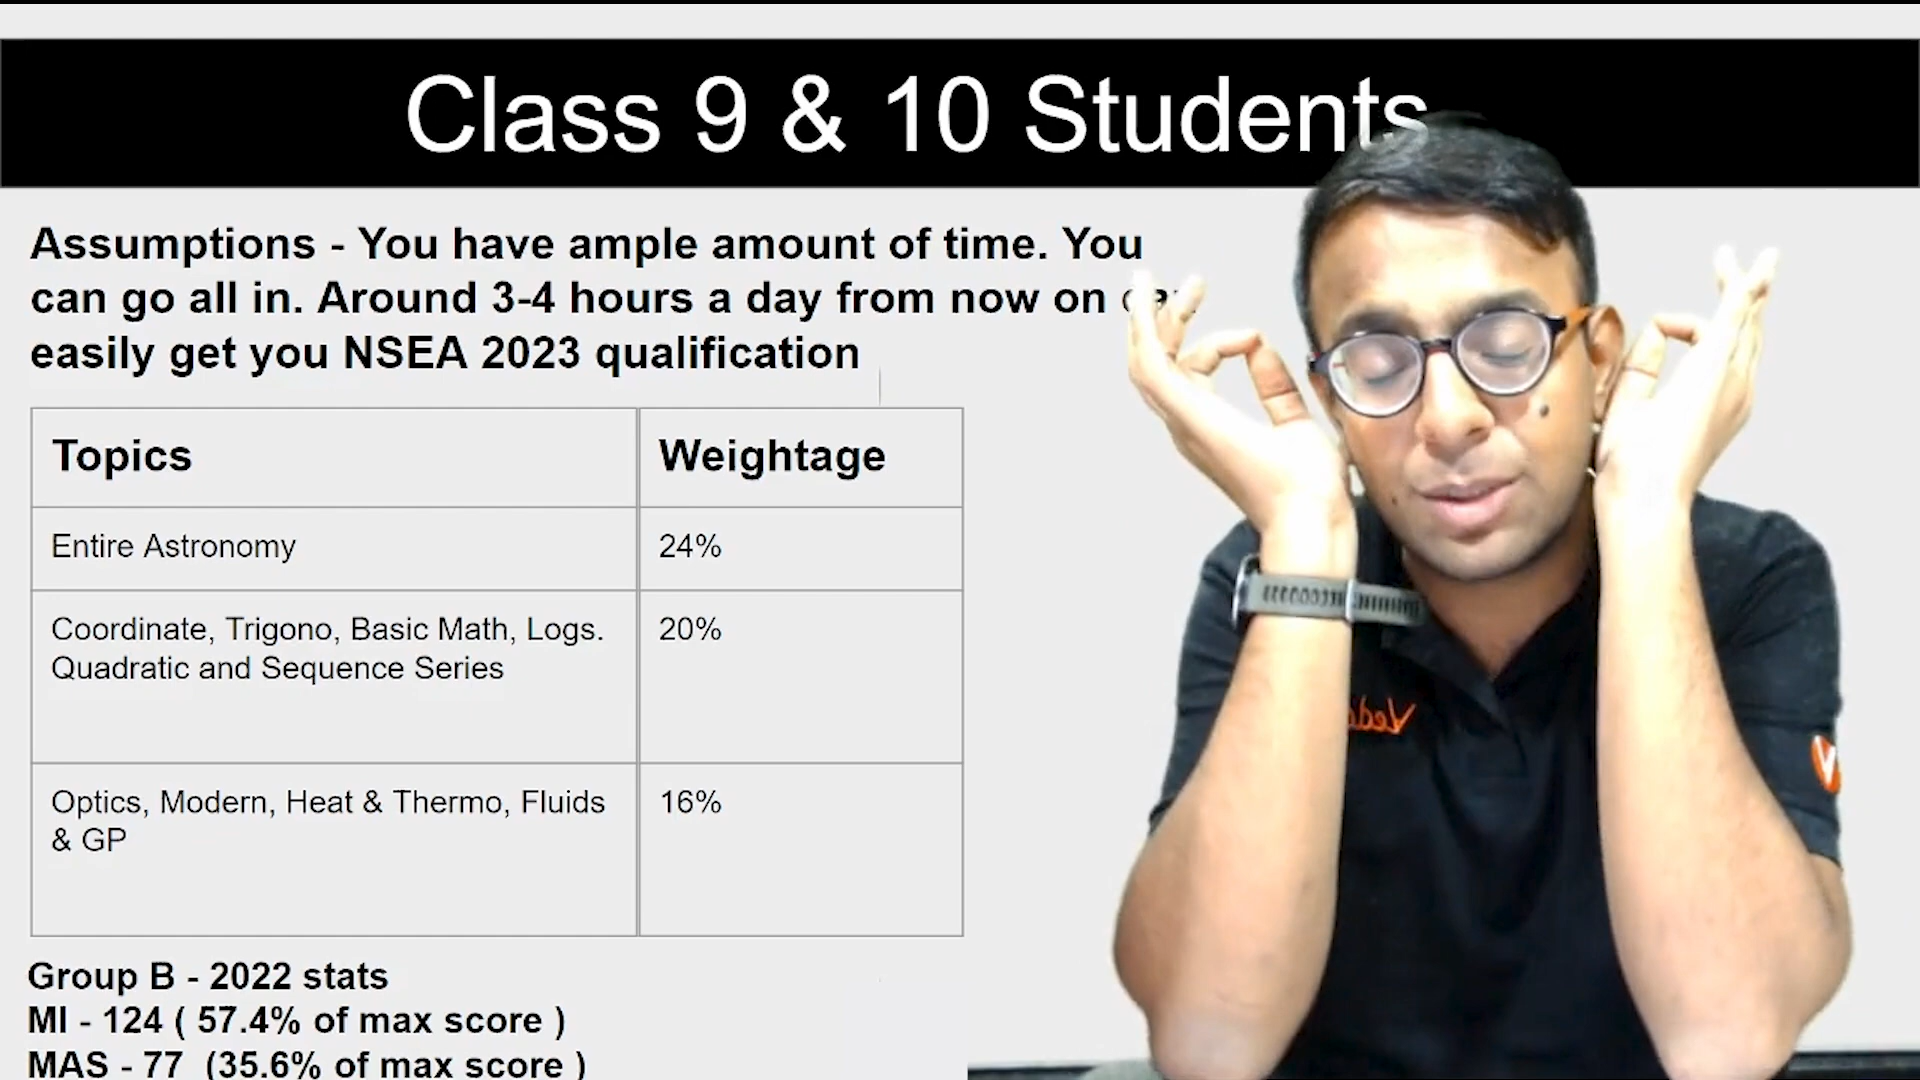 Class 9 & 10 Students
Assumptions - You have ample amount of time. You
can go all in. Around 3-4 hours a day from now on
easily get you NSEA 2023 qualification
Topics
Weightage
Entire Astronomy
24%
Coordinate, Trigono, Basic Math, Logs.
Quadratic and Sequence Series
20%
Optics, Modern, Heat & Thermo, Fluids
& GP
16%
Group B - 2022 stats
MI - 124 ( 57.4% of max score )
MAS - 77 (35.6% of max score )